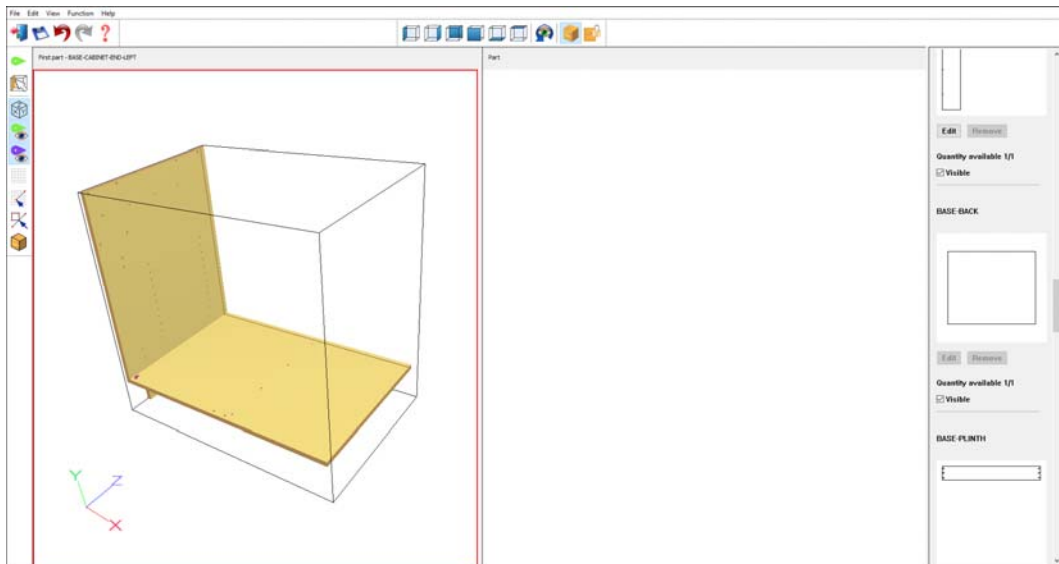 File Edit View Function Help
First part - BASE-CABINET-END-LEFT
Part
Edit Remove
Quantity available 1/1
Visible
BASE-BACK
Edit Remove
Quantity available 1/1
Visible
BASE-PLINTH
Y
Z
X